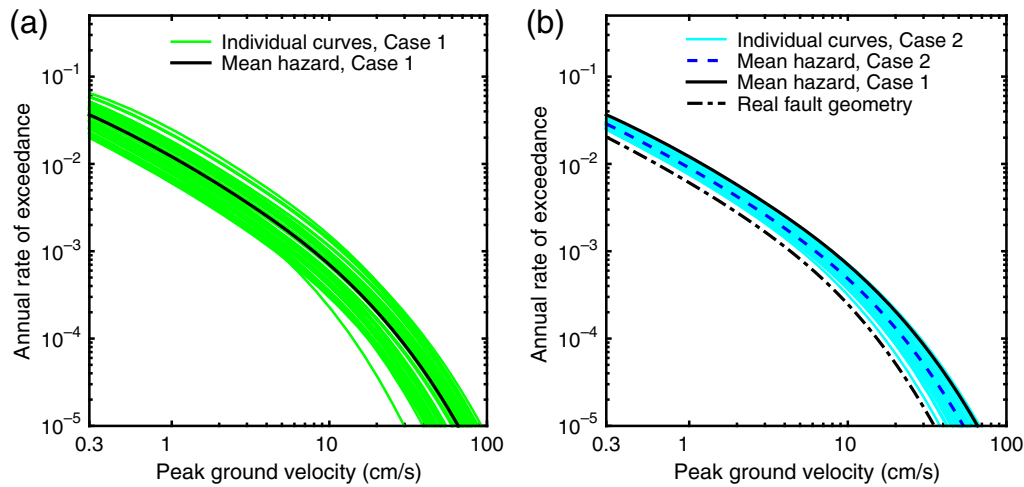 (a)
Individual curves, Case 1
Mean hazard, Case 1
10⁻¹
10⁻²
10⁻³
10⁻⁴
10⁻⁵
Annual rate of exceedance
0.3 1 10 100
Peak ground velocity (cm/s)
(b)
Individual curves, Case 2
Mean hazard, Case 2
Mean hazard, Case 1
Real fault geometry
10⁻¹
10⁻²
10⁻³
10⁻⁴
10⁻⁵
Annual rate of exceedance
0.3 1 10 100
Peak ground velocity (cm/s)